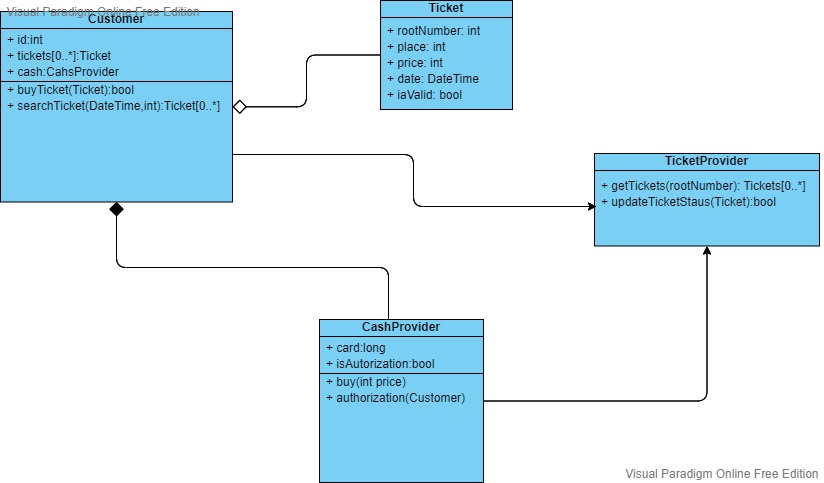 Visual Paradigm Online Free Edition
Customer
+ id:int
+ tickets[0..*]:Ticket
+ cash:CahsProvider
+ buyTicket(Ticket):bool
+ searchTicket(DateTime,int):Ticket[0..*]
Ticket
+ rootNumber: int
+ place: int
+ price: int
+ date: DateTime
+ iaValid: bool
TicketProvider
+ getTickets(rootNumber): Tickets[0..*]
+ updateTicketStaus(Ticket):bool
CashProvider
+ card:long
+ isAutorization:bool
+ buy(int price)
+ authorization(Customer)
Visual Paradigm Online Free Edition